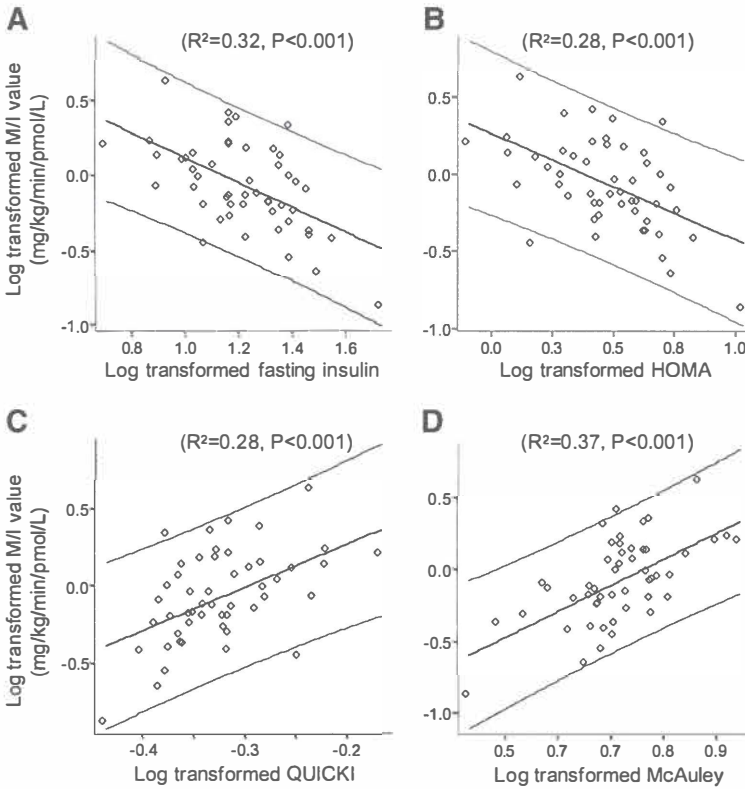 A
(R²=0.32, P<0.001)
Log transformed M/I value
(mg/kg/min/pmol/L)
0.5
0.0
-0.5
-1.0
0.8 1.0 1.2 1.4 1.6
Log transformed fasting insulin
B
(R²=0.28, P<0.001)
0.5
0.0
-0.5
-1.0
0.0 0.3 0.5 0.8 1.0
Log transformed HOMA
C
(R²=0.28, P<0.001)
Log transformed M/I value
(mg/kg/min/pmol/L)
0.5
0.0
-0.5
-0.4 -0.3 -0.2
Log transformed QUICKI
D
(R²=0.37, P<0.001)
0.5
0.0
-0.5
-1.0
0.5 0.7 0.7 0.8 0.9
Log transformed McAuley